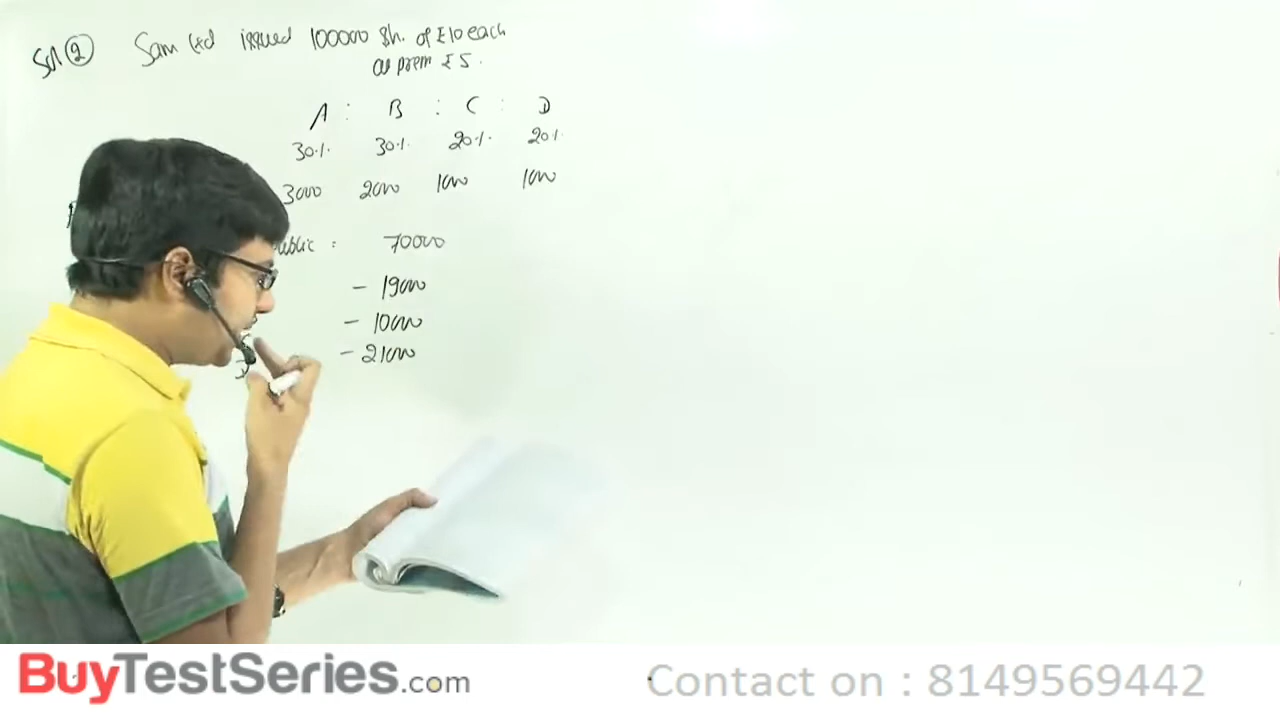 Sol ②
Sam Ltd issued 100000 Sh. of ₹10 each
prem ₹5.
A : B : C : D
30% 30% 20% 20%
3000 2000 1000 1000
ublic : 70000
- 19000
- 10000
- 21000
BuyTestSeries.com
Contact on : 8149569442